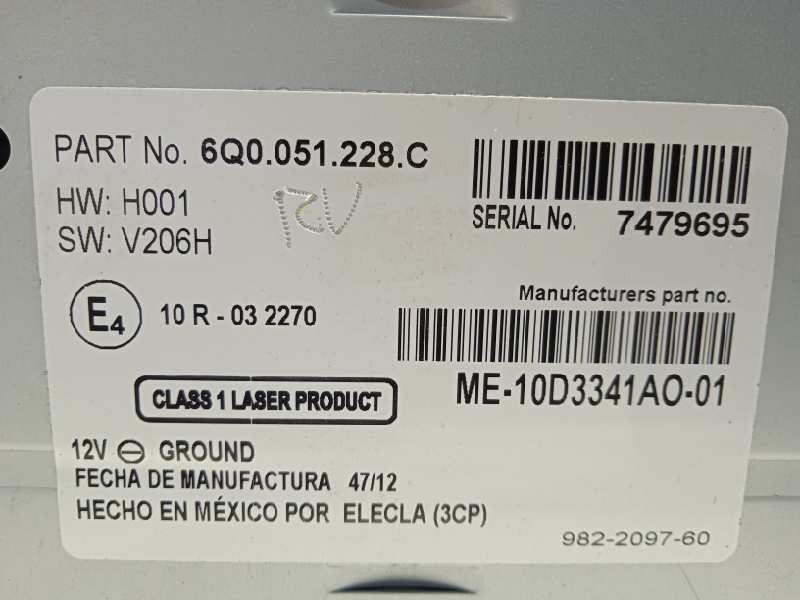 PART No. 6Q0.051.228.C
HW: H001
SW: V206H
RV
SERIAL No. 7479695
E4 10 R - 03 2270
Manufacturers part no.
ME-10D3341AO-01
CLASS 1 LASER PRODUCT
12V ⊖ GROUND
FECHA DE MANUFACTURA 47/12
HECHO EN MÉXICO POR ELECLA (3CP)
982-2097-60